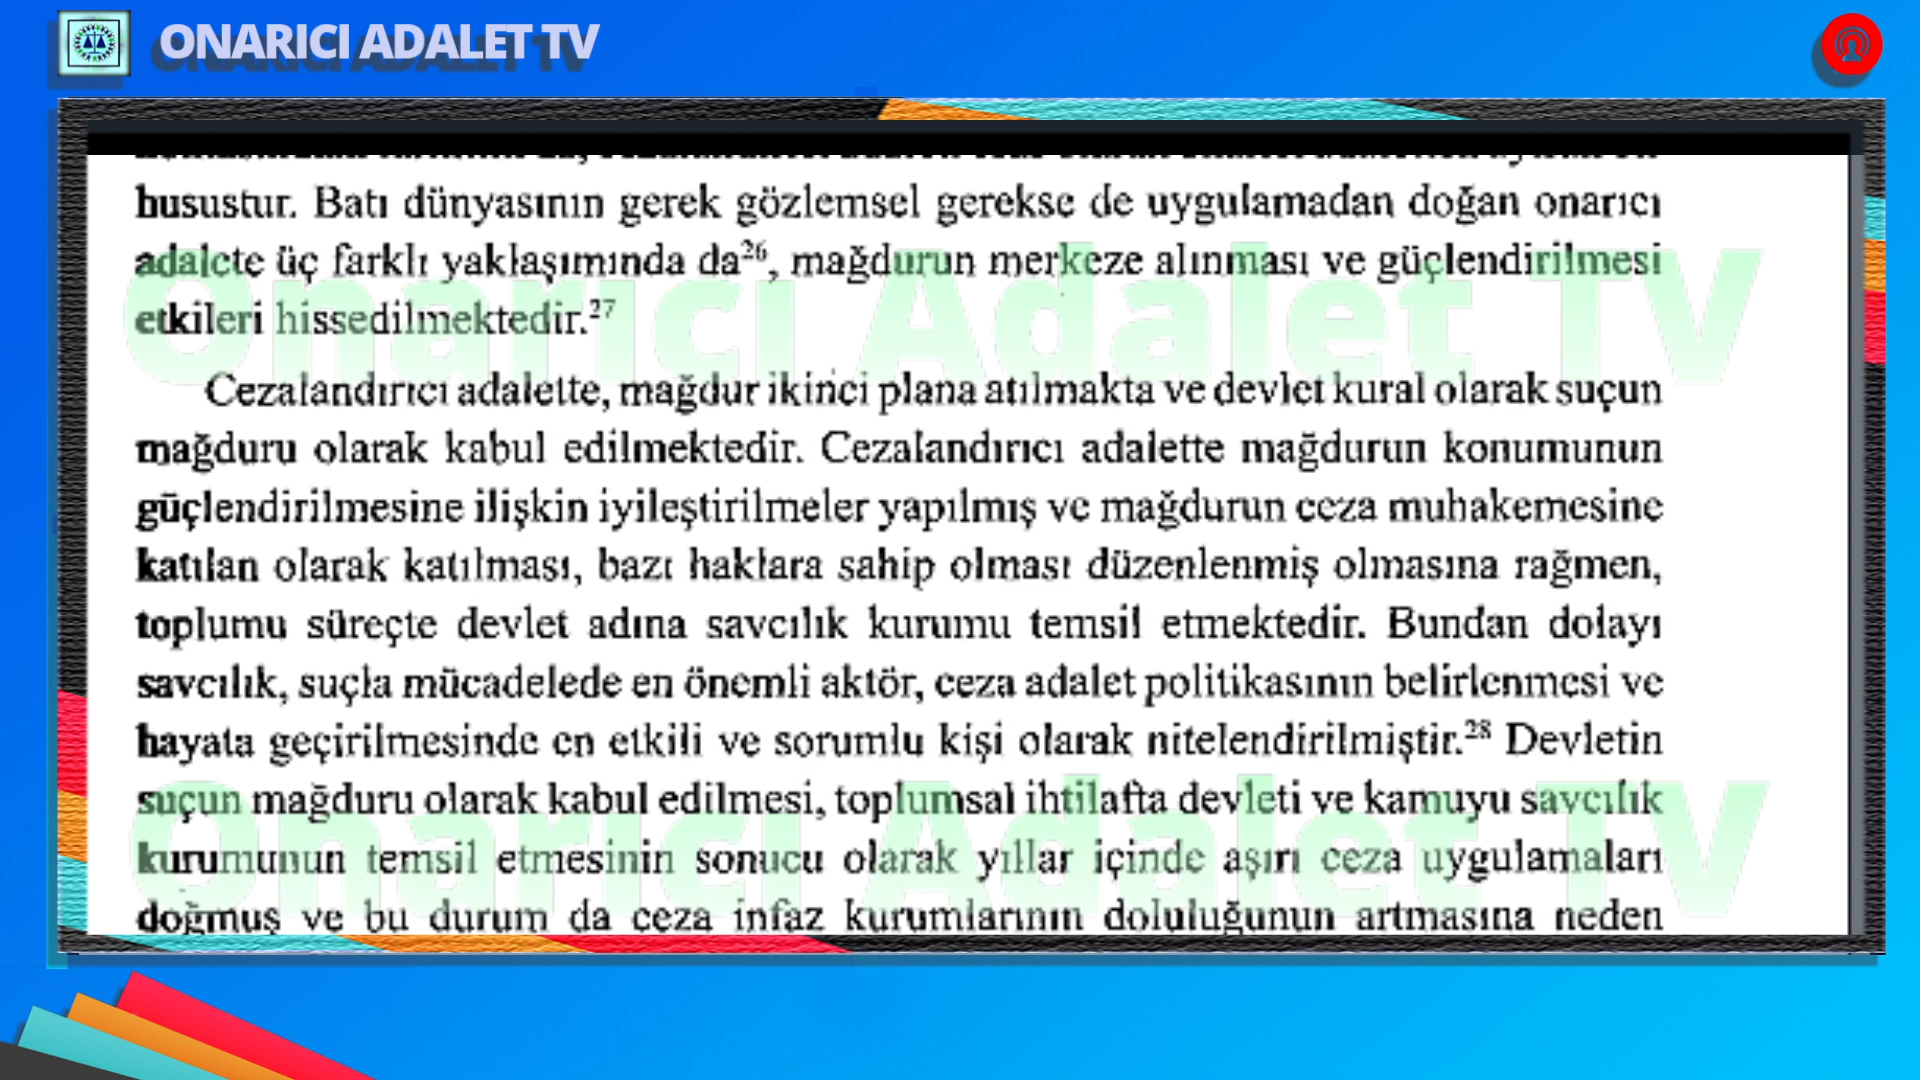 ONARICI ADALET TV
husustur. Batı dünyasının gerek gözlemsel gerekse de uygulamadan doğan onarıcı
adalete üç farklı yaklaşımında da26, mağdurun merkeze alınması ve güçlendirilmesi
etkileri hissedilmektedir.27
Cezalandırıcı adalette, mağdur ikinci plana atılmakta ve devlet kural olarak suçun
mağduru olarak kabul edilmektedir. Cezalandırıcı adalette mağdurun konumunun
güçlendirilmesine ilişkin iyileştirilmeler yapılmış ve mağdurun ceza muhakemesine
katılan olarak katılması, bazı haklara sahip olması düzenlenmiş olmasına rağmen,
toplumu süreçte devlet adına savcılık kurumu temsil etmektedir. Bundan dolayı
savcılık, suçla mücadelede en önemli aktör, ceza adalet politikasının belirlenmesi ve
hayata geçirilmesinde en etkili ve sorumlu kişi olarak nitelendirilmiştir.28 Devletin
suçun mağduru olarak kabul edilmesi, toplumsal ihtilafta devleti ve kamuyu savcılık
kurumunun temsil etmesinin sonucu olarak yıllar içinde aşırı ceza uygulamaları
doğmuş ve bu durum da ceza infaz kurumlarının doluluğunun artmasına neden
Onarıcı Adalet TV
Onarıcı Adalet TV